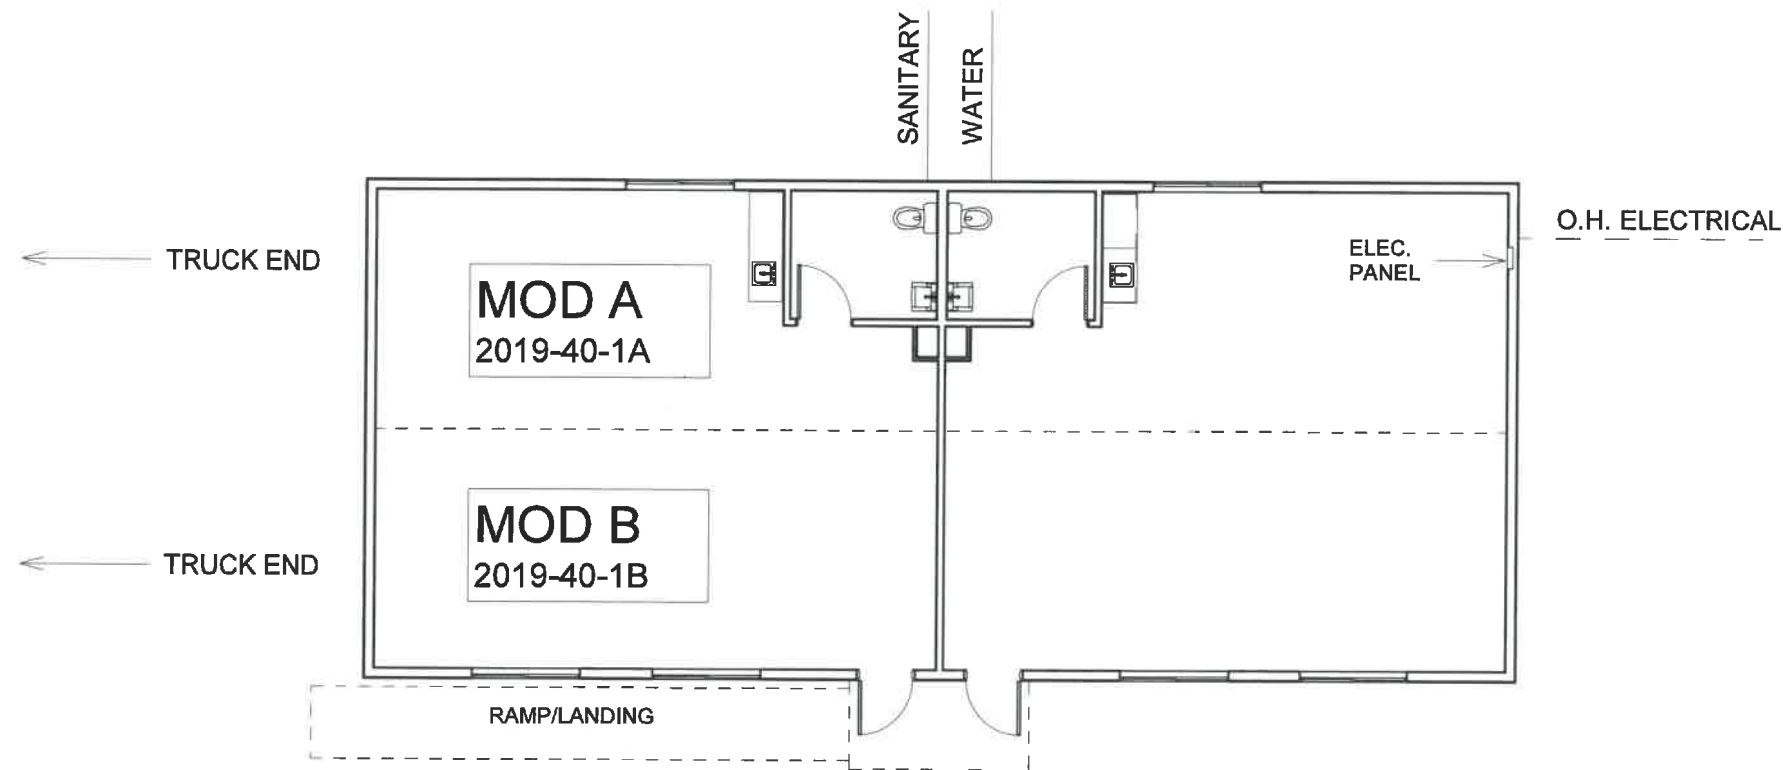 SANITARY
WATER
O.H. ELECTRICAL
TRUCK END
ELEC.
PANEL
MOD A
2019-40-1A
MOD B
2019-40-1B
TRUCK END
RAMP/LANDING